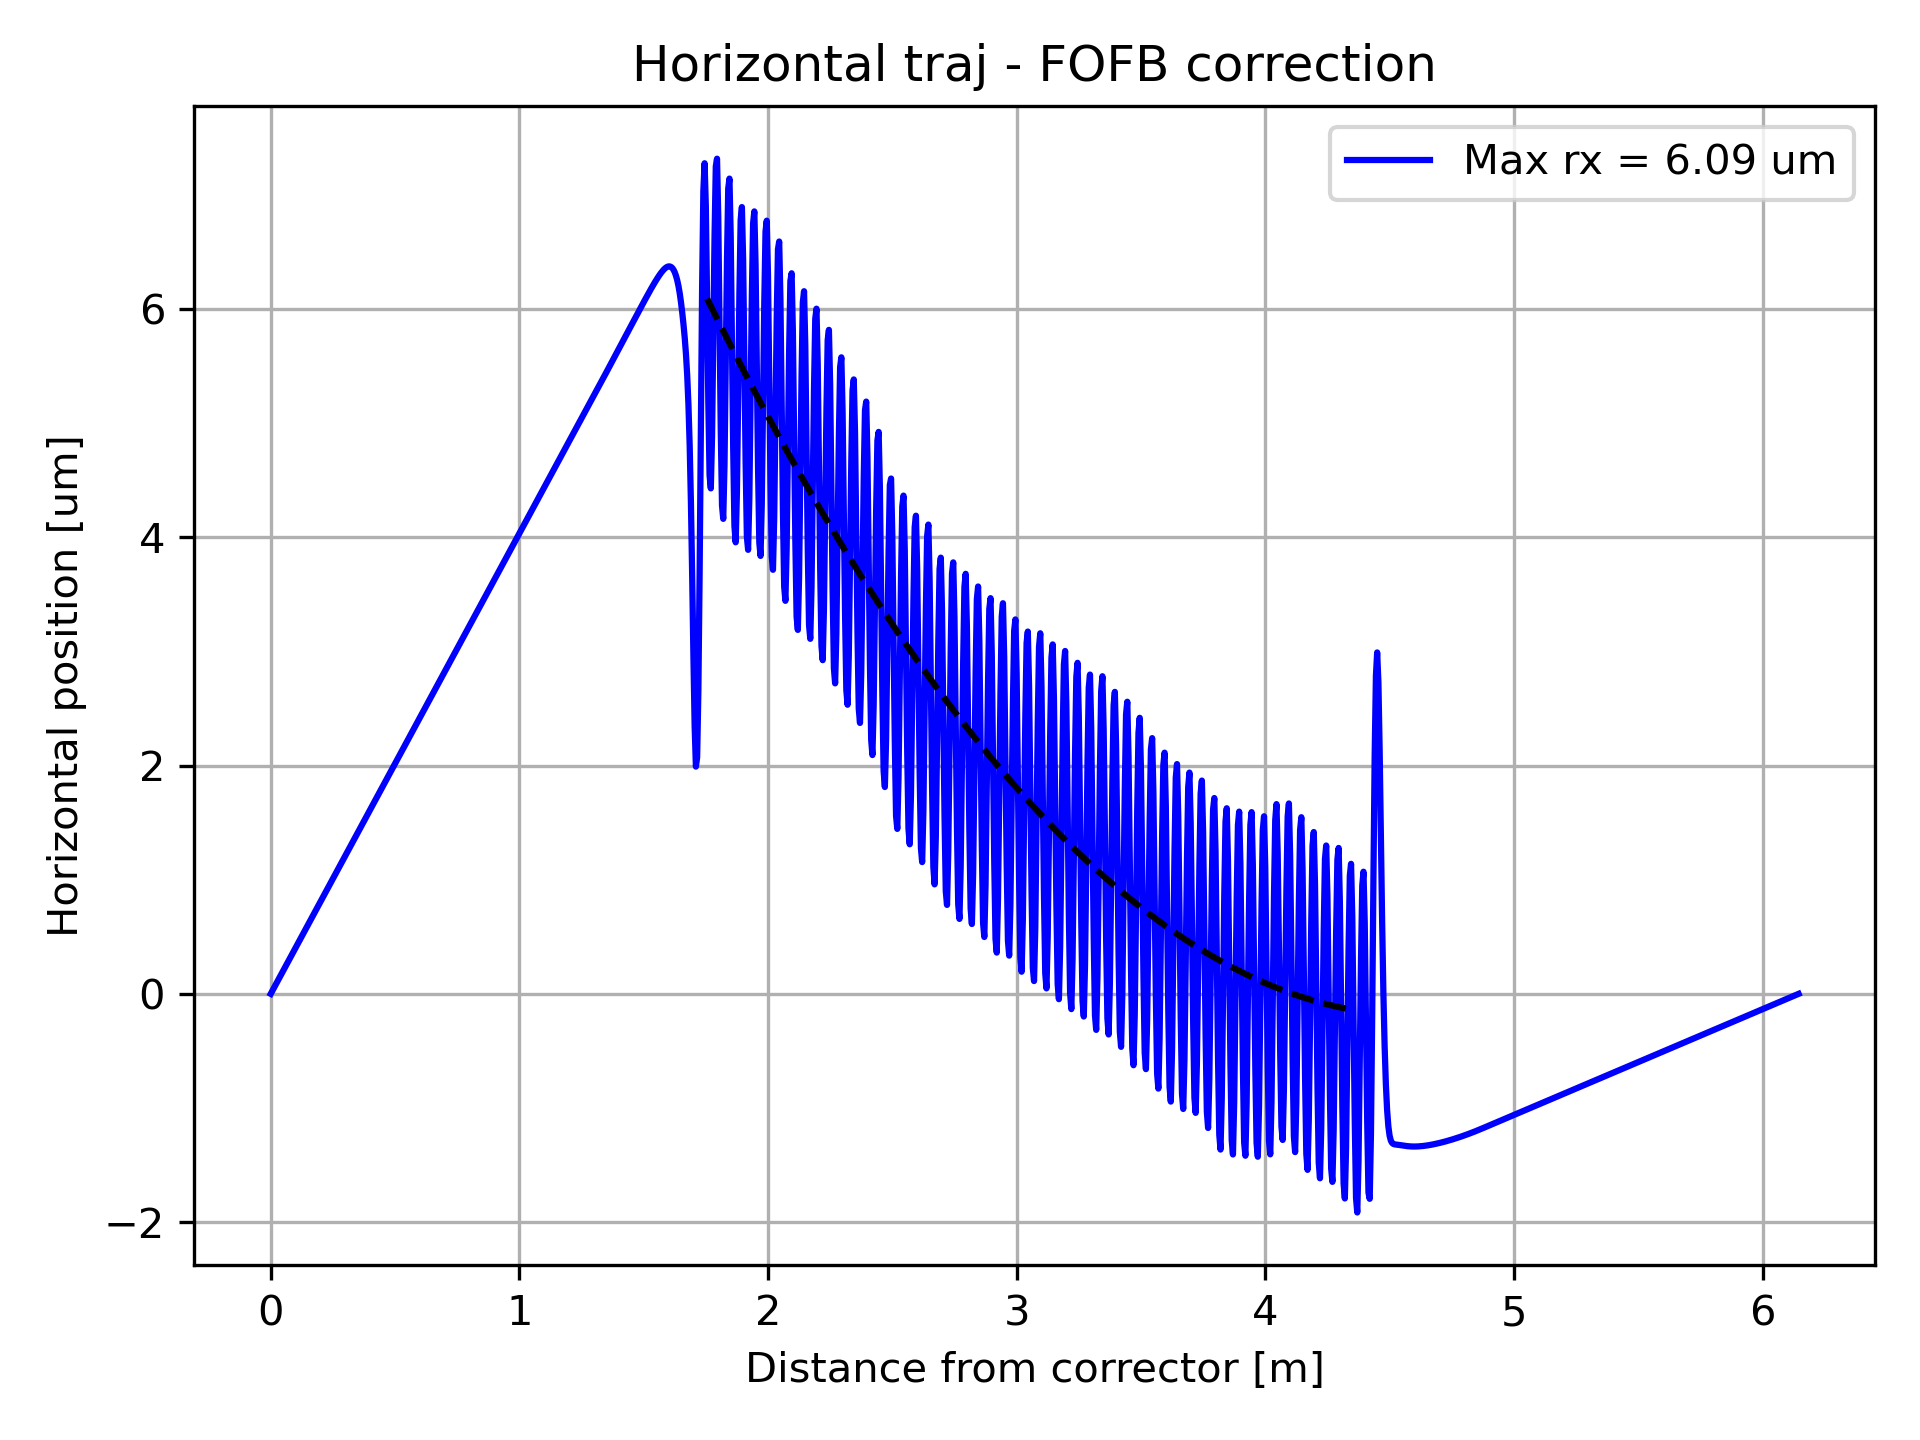 Horizontal traj - FOFB correction
Max rx = 6.09 um
Horizontal position [um]
6
4
2
0
−2
0 1 2 3 4 5 6
Distance from corrector [m]